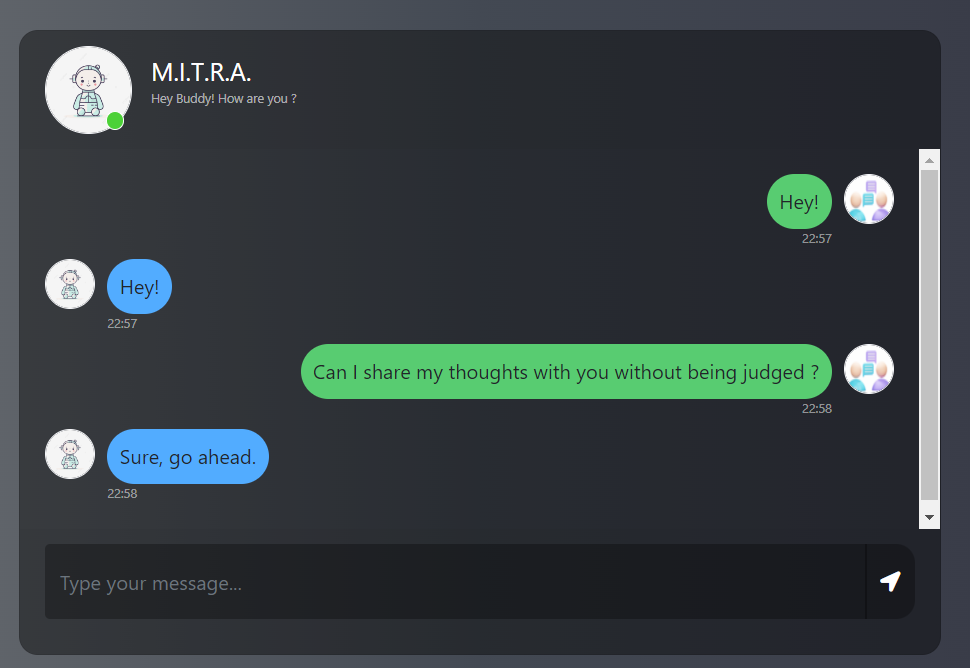 M.I.T.R.A.
Hey Buddy! How are you ?
Hey!
22:57
Hey!
22:57
Can I share my thoughts with you without being judged ?
22:58
Sure, go ahead.
22:58
Type your message...